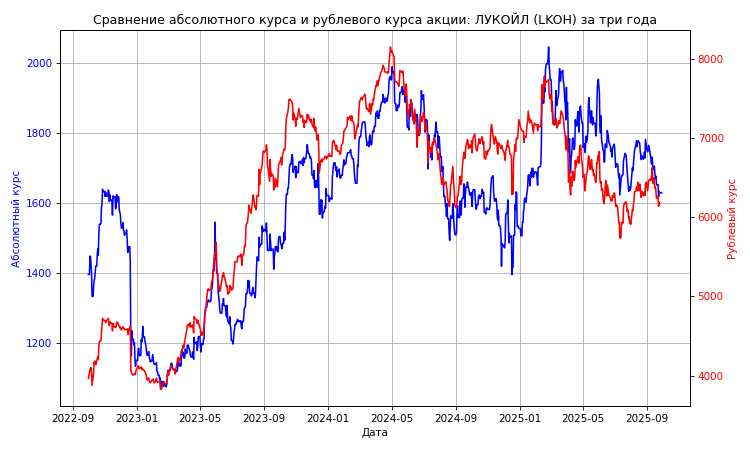 Сравнение абсолютного курса и рублевого курса акции: ЛУКОЙЛ (LKOH) за три года
2000
1800
1600
1400
1200
Абсолютный курс
8000
7000
6000
5000
4000
Рублевый курс
2022-09 2023-01 2023-05 2023-09 2024-01 2024-05 2024-09 2025-01 2025-05 2025-09
Дата